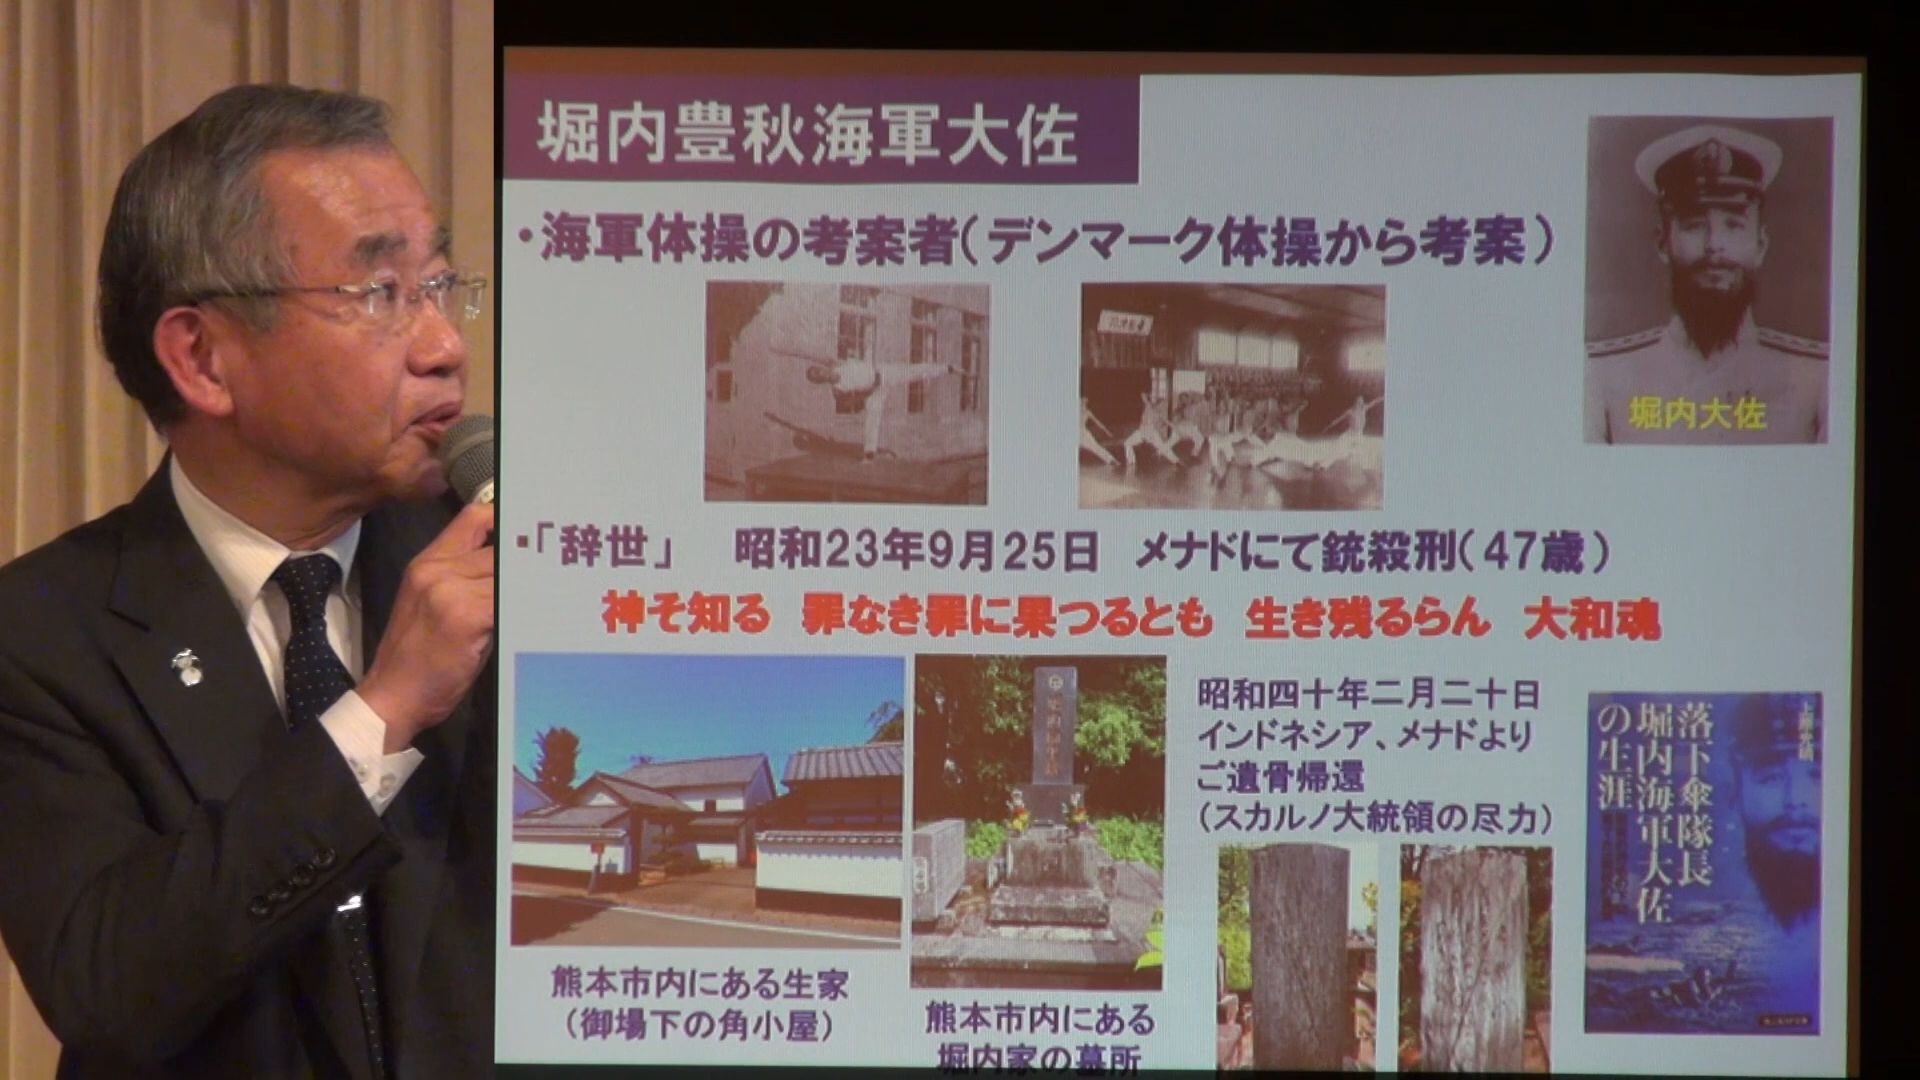 堀内豊秋海軍大佐
・海軍体操の考案者(デンマーク体操から考案)
堀内大佐
・「辞世」　昭和23年9月25日　メナドにて銃殺刑(47歳)
神そ知る　罪なき罪に果つるとも　生き残るらん　大和魂
昭和四十年二月二十日
インドネシア、メナドより
ご遺骨帰還
(スカルノ大統領の尽力)
落下傘隊長
堀内海軍大佐
の生涯
熊本市内にある生家
(御場下の角小屋)
熊本市内にある
堀内家の墓所